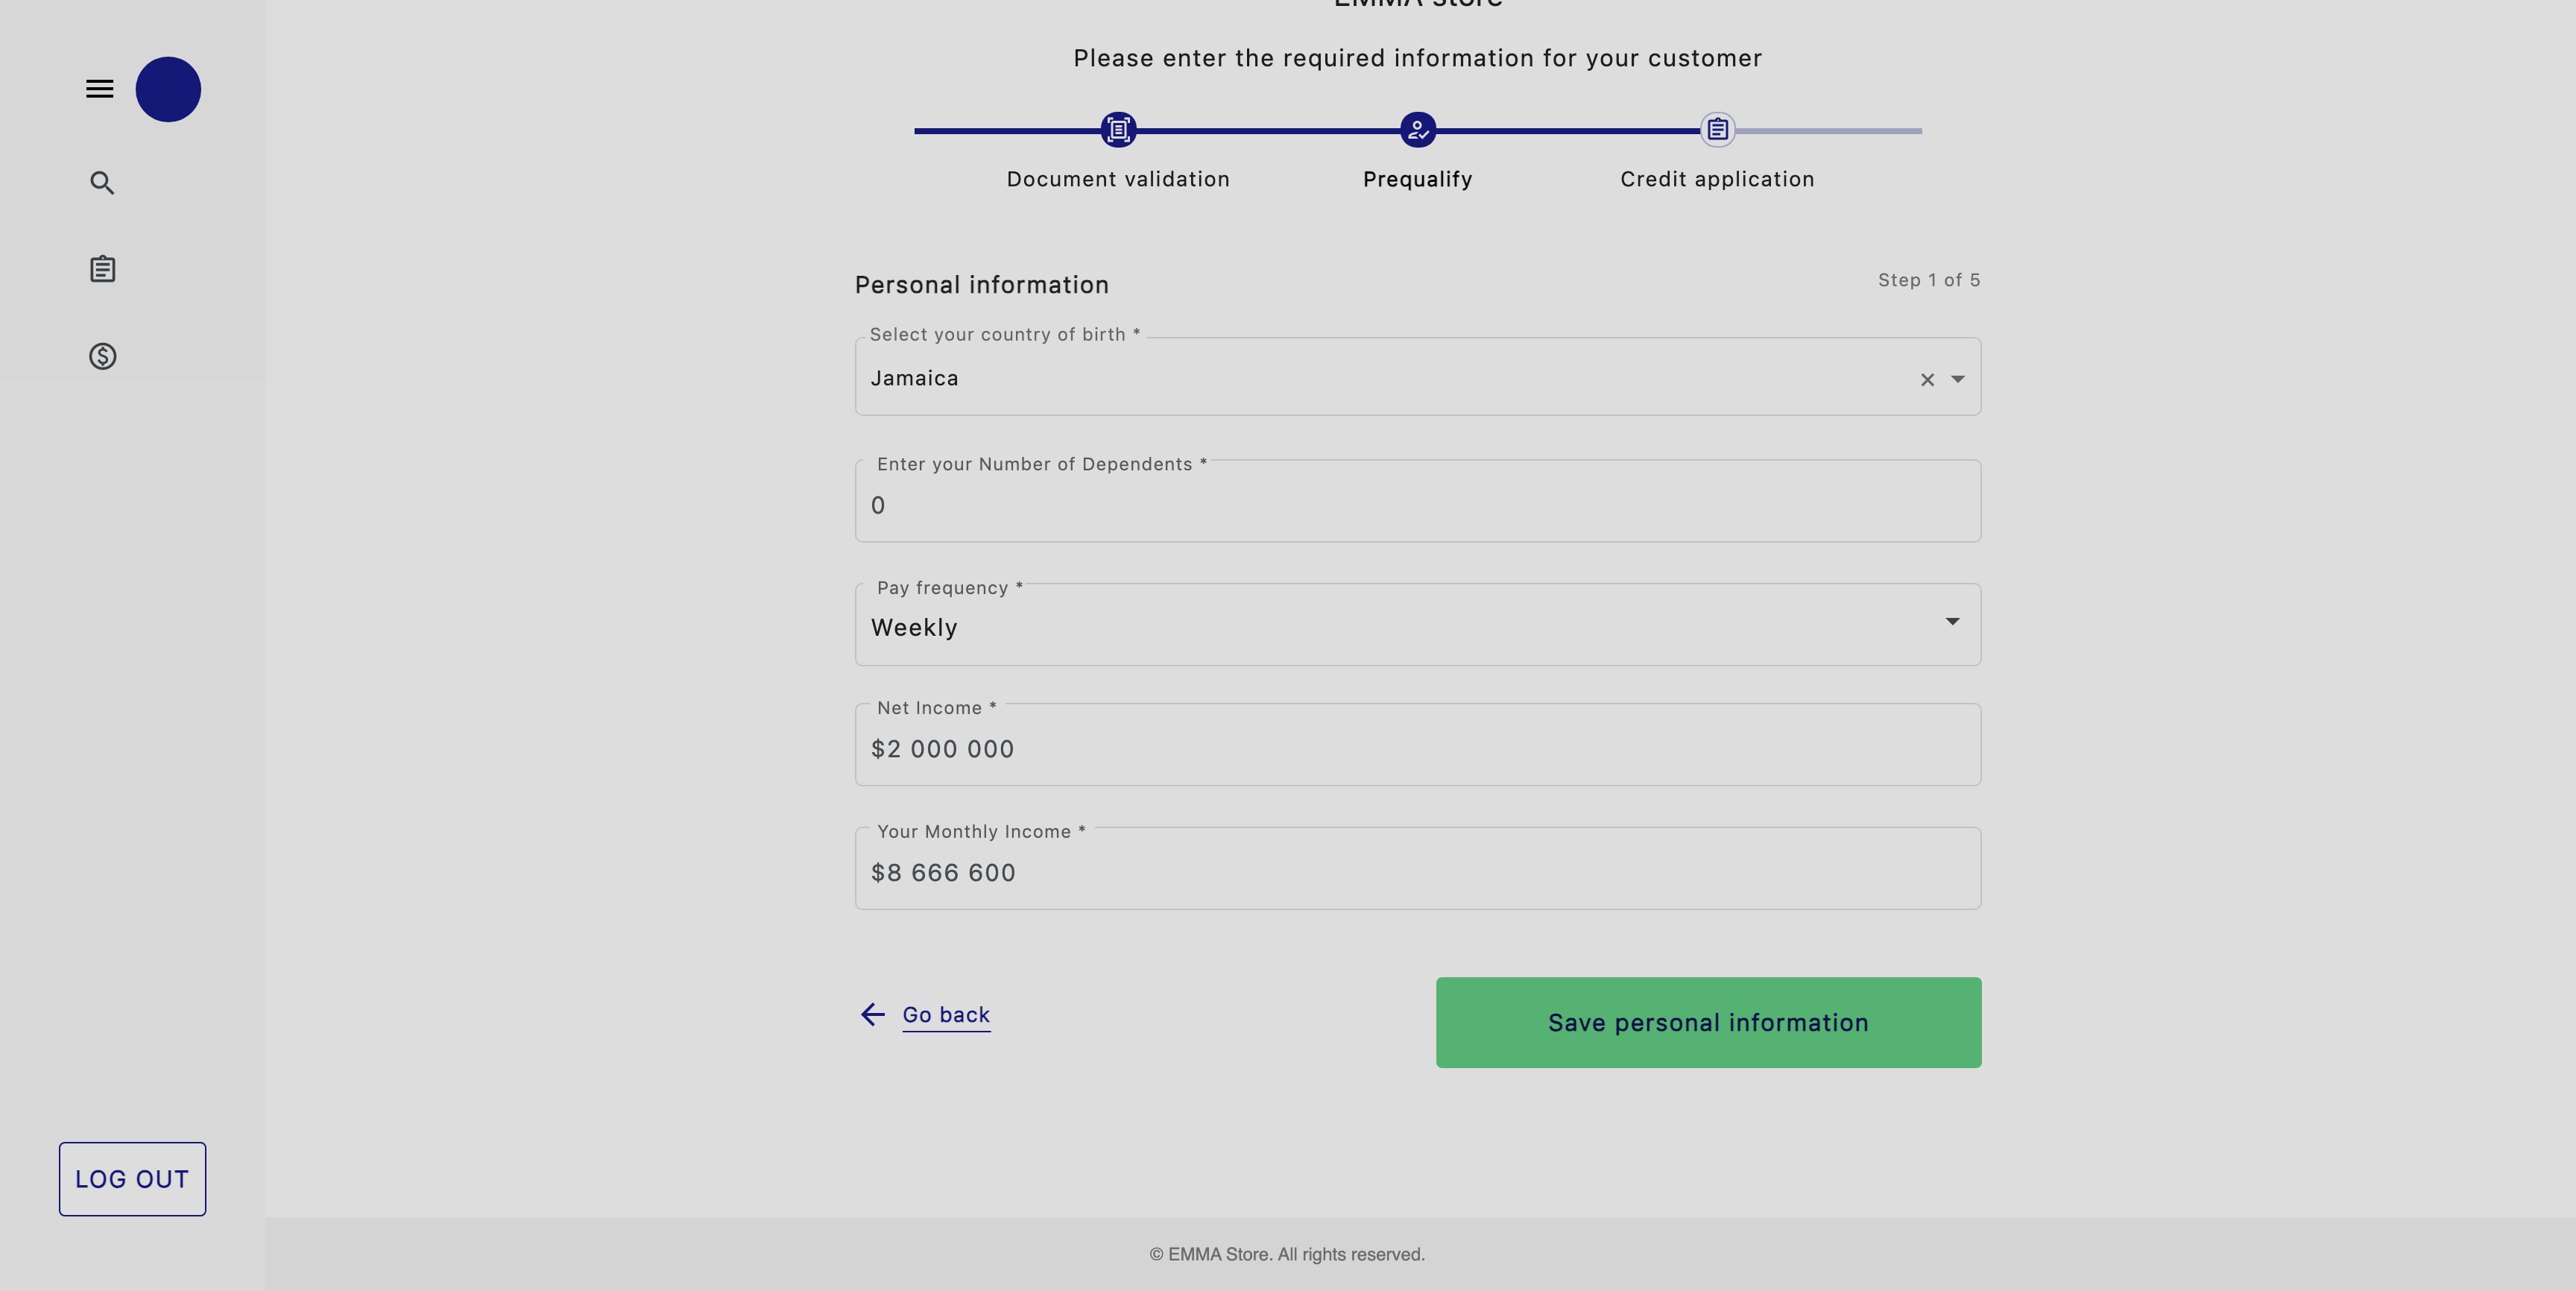 EMMA Store
Please enter the required information for your customer
Document validation
Prequalify
Credit application
Personal information
Step 1 of 5
Select your country of birth *
Jamaica
Enter your Number of Dependents *
0
Pay frequency *
Weekly
Net Income *
$2 000 000
Your Monthly Income *
$8 666 600
Go back
Save personal information
LOG OUT
© EMMA Store. All rights reserved.